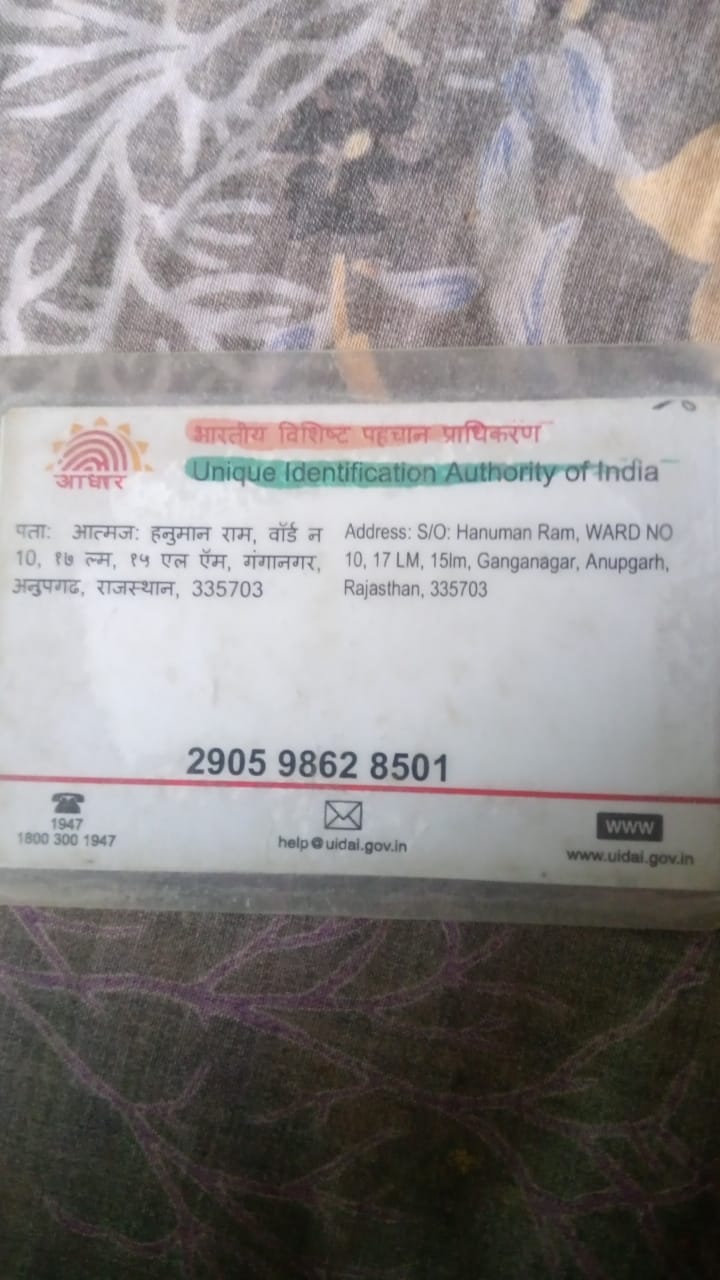 आधार
भारतीय विशिष्ट पहचान प्राधिकरण
Unique Identification Authority of India
पता: आत्मज: हनुमान राम, वॉर्ड न
10, १७ ल्म, १५ एल ऍम, गंगानगर,
अनुपगढ, राजस्थान, 335703
Address: S/O: Hanuman Ram, WARD NO
10, 17 LM, 15lm, Ganganagar, Anupgarh,
Rajasthan, 335703
2905 9862 8501
1947
1800 300 1947
help@uidai.gov.in
www
www.uidai.gov.in